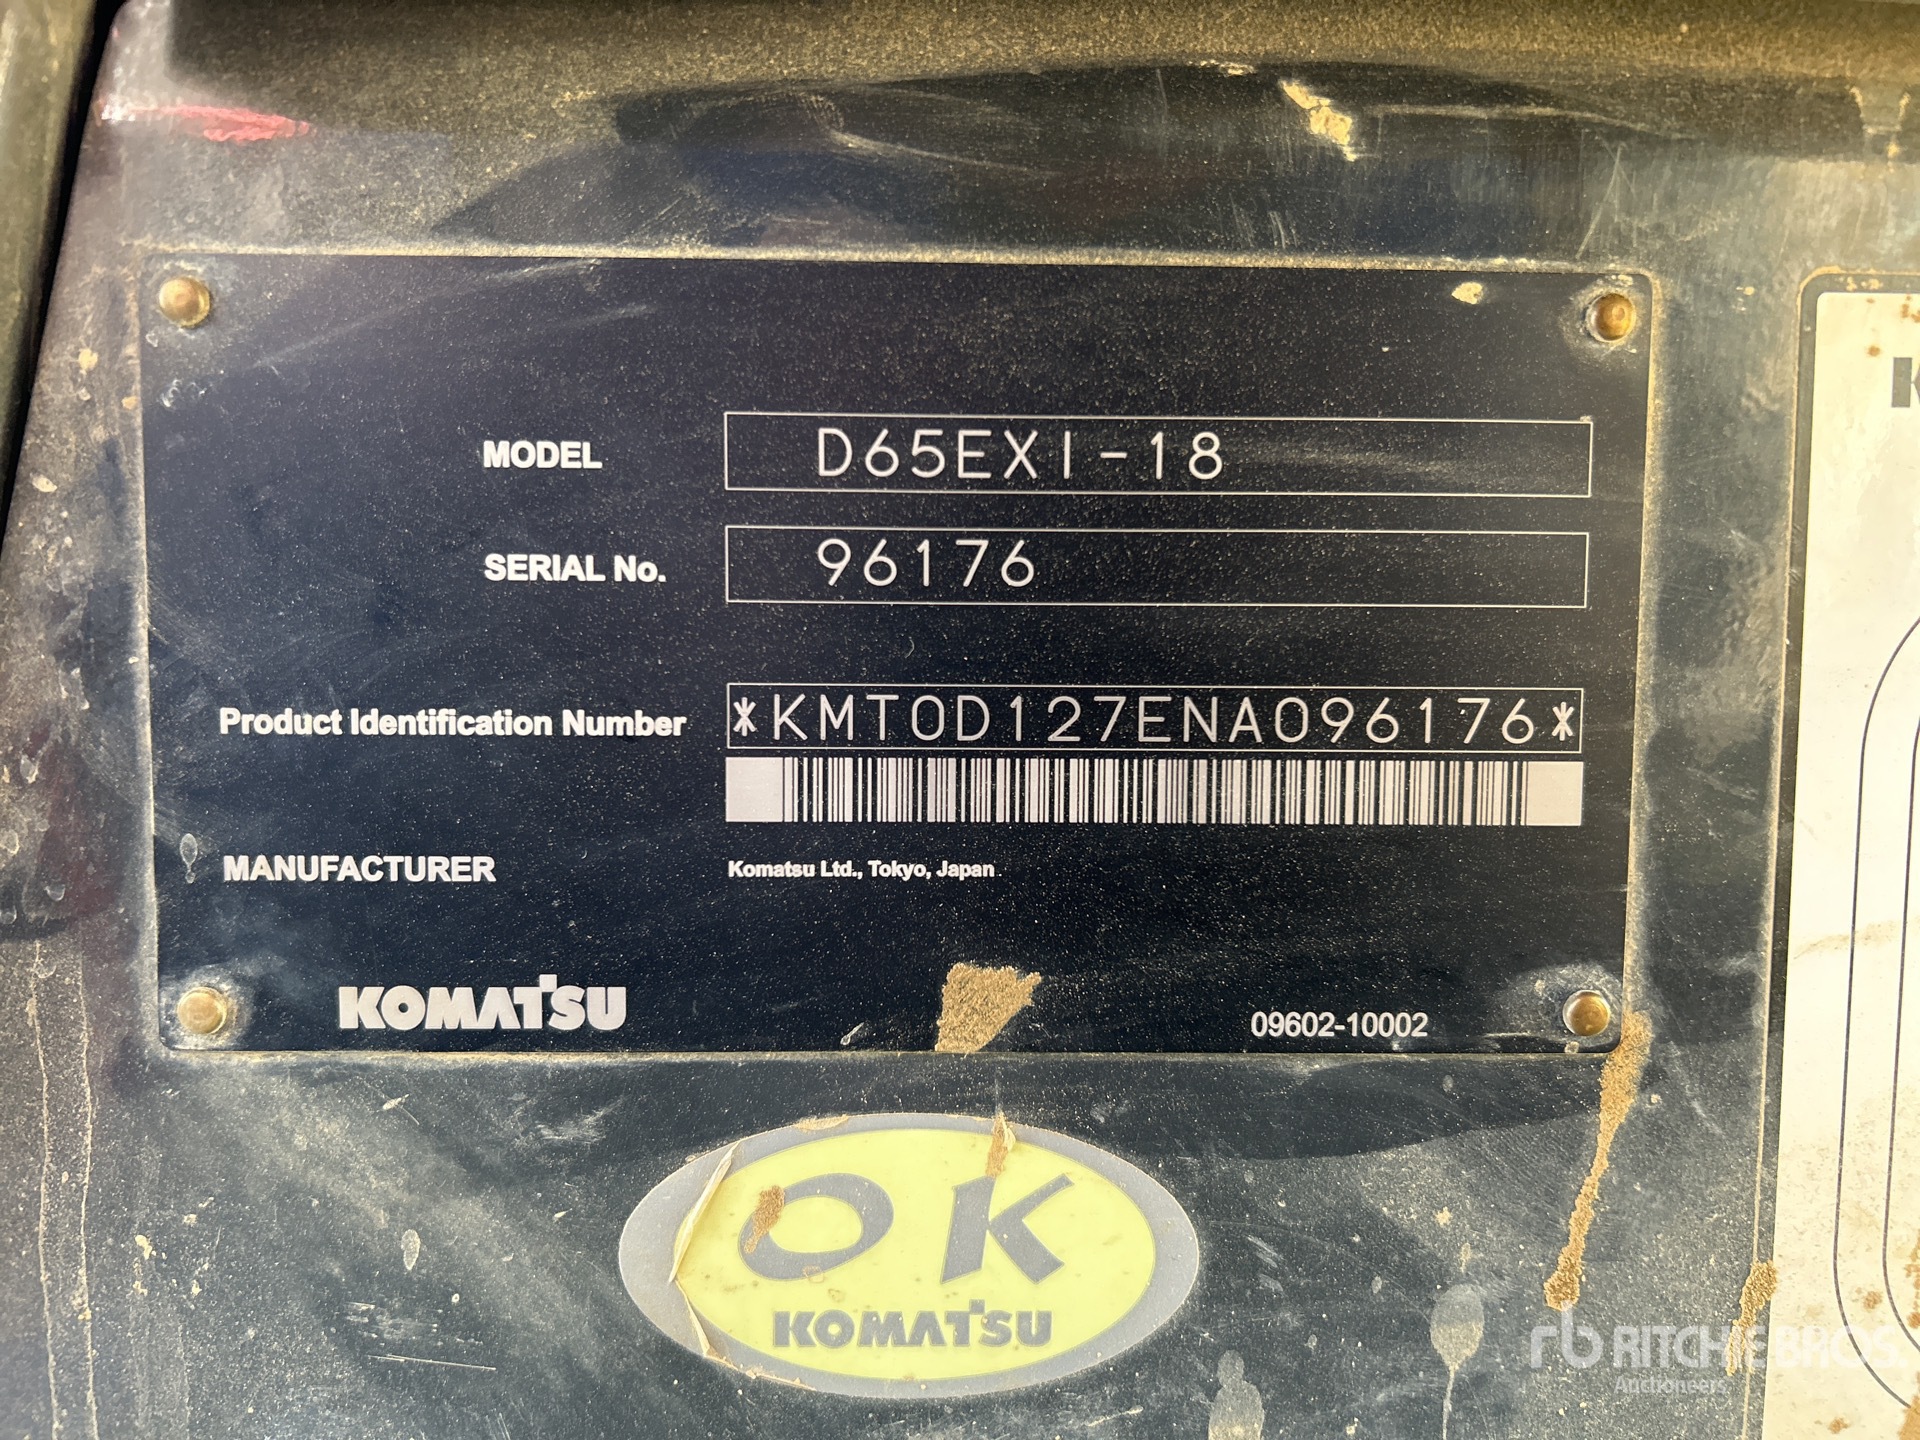 MODEL D65EXI-18
SERIAL No. 96176
Product Identification Number *KMT0D127ENA096176*
MANUFACTURER Komatsu Ltd., Tokyo, Japan
KOMATSU
09602-10002
OK
KOMATSU
rb RITCHIE BROS.
Auctioneers
K